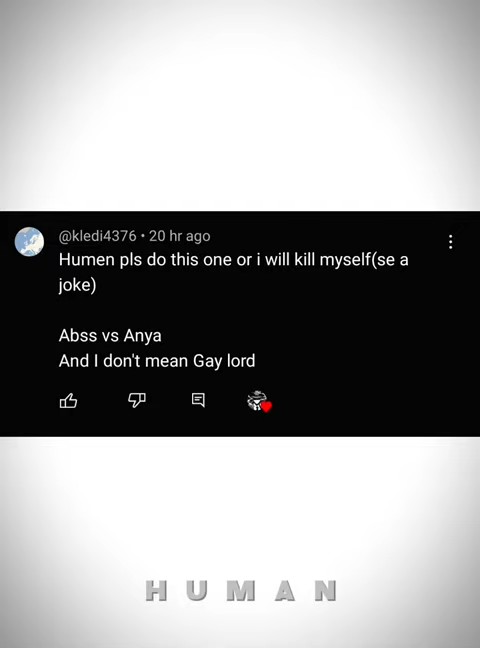 @kledi4376 • 20 hr ago
Humen pls do this one or i will kill myself(se a
joke)
Abss vs Anya
And I don't mean Gay lord
HUMAN